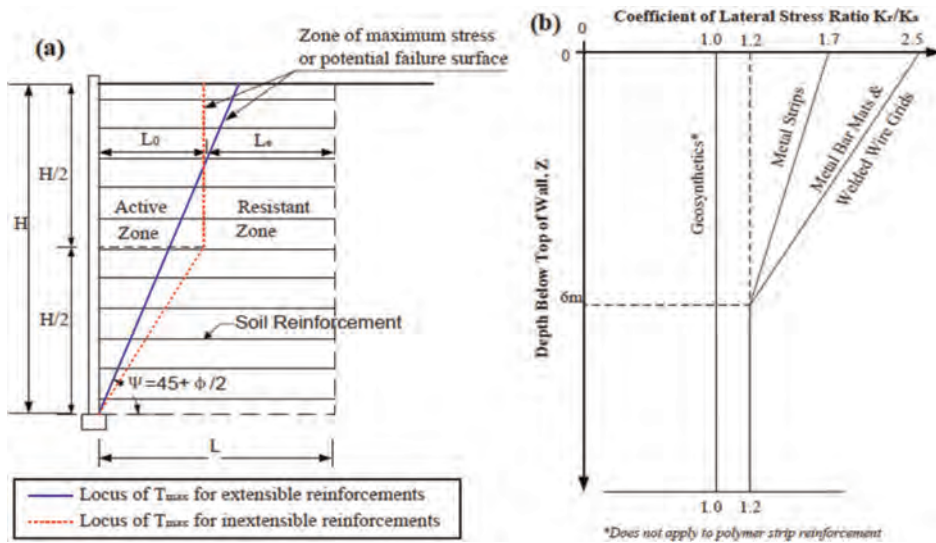 (a)
Zone of maximum stress
or potential failure surface
L₀
Lₑ
H/2
H
Active
Zone
Resistant
Zone
H/2
Soil Reinforcement
Ψ=45+ φ/2
L
Locus of Tmax for extensible reinforcements
Locus of Tmax for inextensible reinforcements
(b)
Coefficient of Lateral Stress Ratio Kr/Ka
0
1.0
1.2
1.7
2.5
0
Geosynthetics*
Metal Strips
Metal Bar Mats &
Welded Wire Grids
Depth Below Top of Wall, Z
6m
1.0
1.2
*Does not apply to polymer strip reinforcement